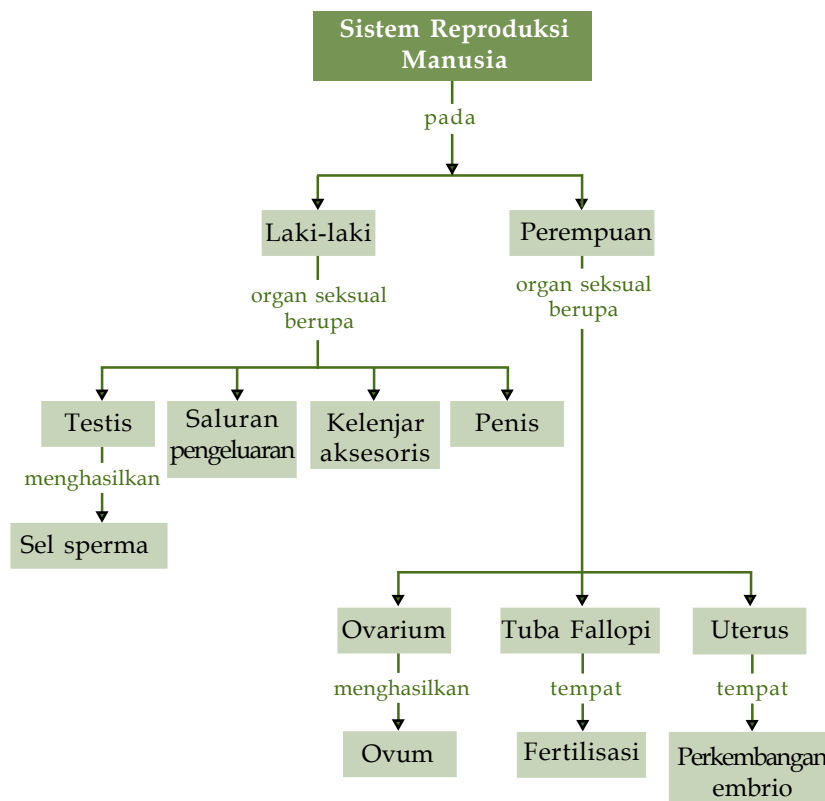 Sistem Reproduksi
Manusia
pada
Laki-laki
Perempuan
organ seksual
berupa
organ seksual
berupa
Testis
Saluran
pengeluaran
Kelenjar
aksesoris
Penis
menghasilkan
Sel sperma
Ovarium
Tuba Fallopi
Uterus
menghasilkan
tempat
tempat
Ovum
Fertilisasi
Perkembangan
embrio